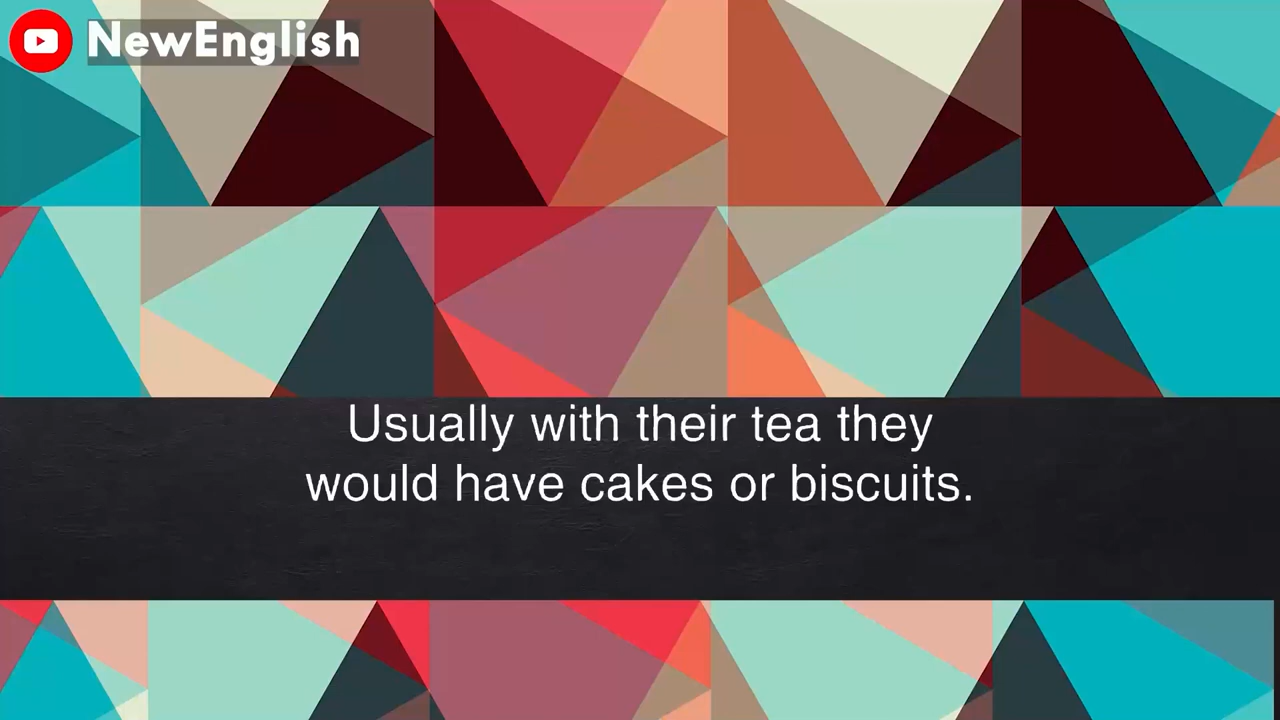 NewEnglish
Usually with their tea they
would have cakes or biscuits.